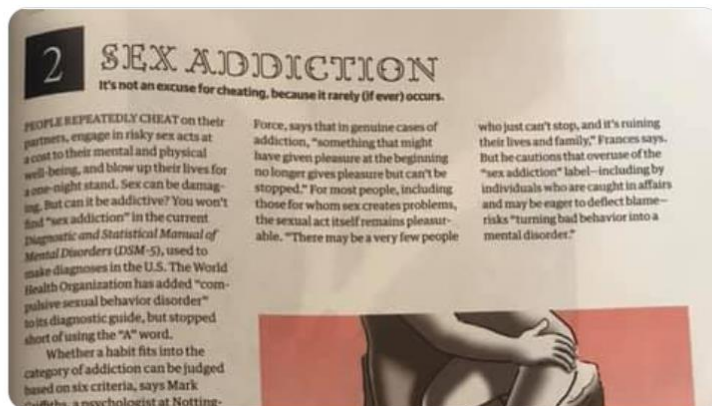 2
SEX ADDICTION
It's not an excuse for cheating, because it rarely (if ever) occurs.
PEOPLE REPEATEDLY CHEAT on their
partners, engage in risky sex acts at
a cost to their mental and physical
well-being, and blow up their lives for
a one-night stand. Sex can be damag-
ing. But can it be addictive? You won't
find "sex addiction" in the current
Diagnostic and Statistical Manual of
Mental Disorders (DSM-5), used to
make diagnoses in the U.S. The World
Health Organization has added "com-
pulsive sexual behavior disorder"
to its diagnostic guide, but stopped
short of using the "A" word.
Whether a habit fits into the
category of addiction can be judged
based on six criteria, says Mark
Griffiths, a psychologist at Notting-
Force, says that in genuine cases of
addiction, "something that might
have given pleasure at the beginning
no longer gives pleasure but can't be
stopped." For most people, including
those for whom sex creates problems,
the sexual act itself remains pleasur-
able. "There may be a very few people
who just can't stop, and it's ruining
their lives and family," Frances says.
But he cautions that overuse of the
"sex addiction" label—including by
individuals who are caught in affairs
and may be eager to deflect blame—
risks "turning bad behavior into a
mental disorder."